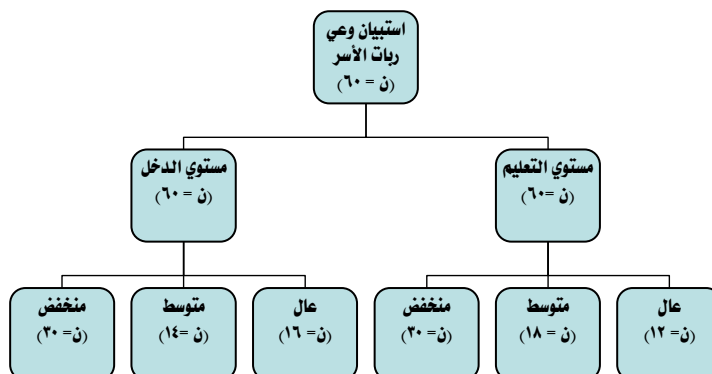 استبيان وعي
ربات الأسر
(ن = ٦٠)
مستوي التعليم
(ن = ٦٠)
مستوي الدخل
(ن = ٦٠)
عال
(ن= ١٢)
متوسط
(ن = ١٨)
منخفض
(ن= ٣٠)
عال
(ن= ١٦)
متوسط
(ن =١٤)
منخفض
(ن= ٣٠)